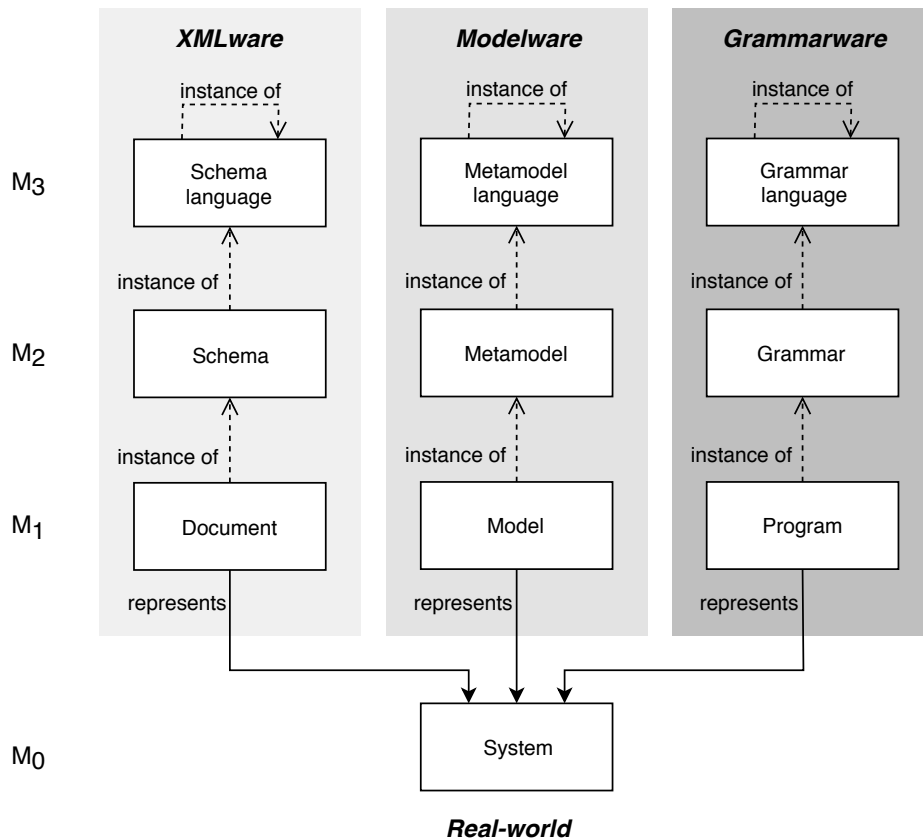 XMLware Modelware Grammarware
instance of instance of instance of
M3
Schema
language
Metamodel
language
Grammar
language
instance of instance of instance of
M2
Schema
Metamodel
Grammar
instance of instance of instance of
M1
Document
Model
Program
represents represents represents
M0
System
Real-world